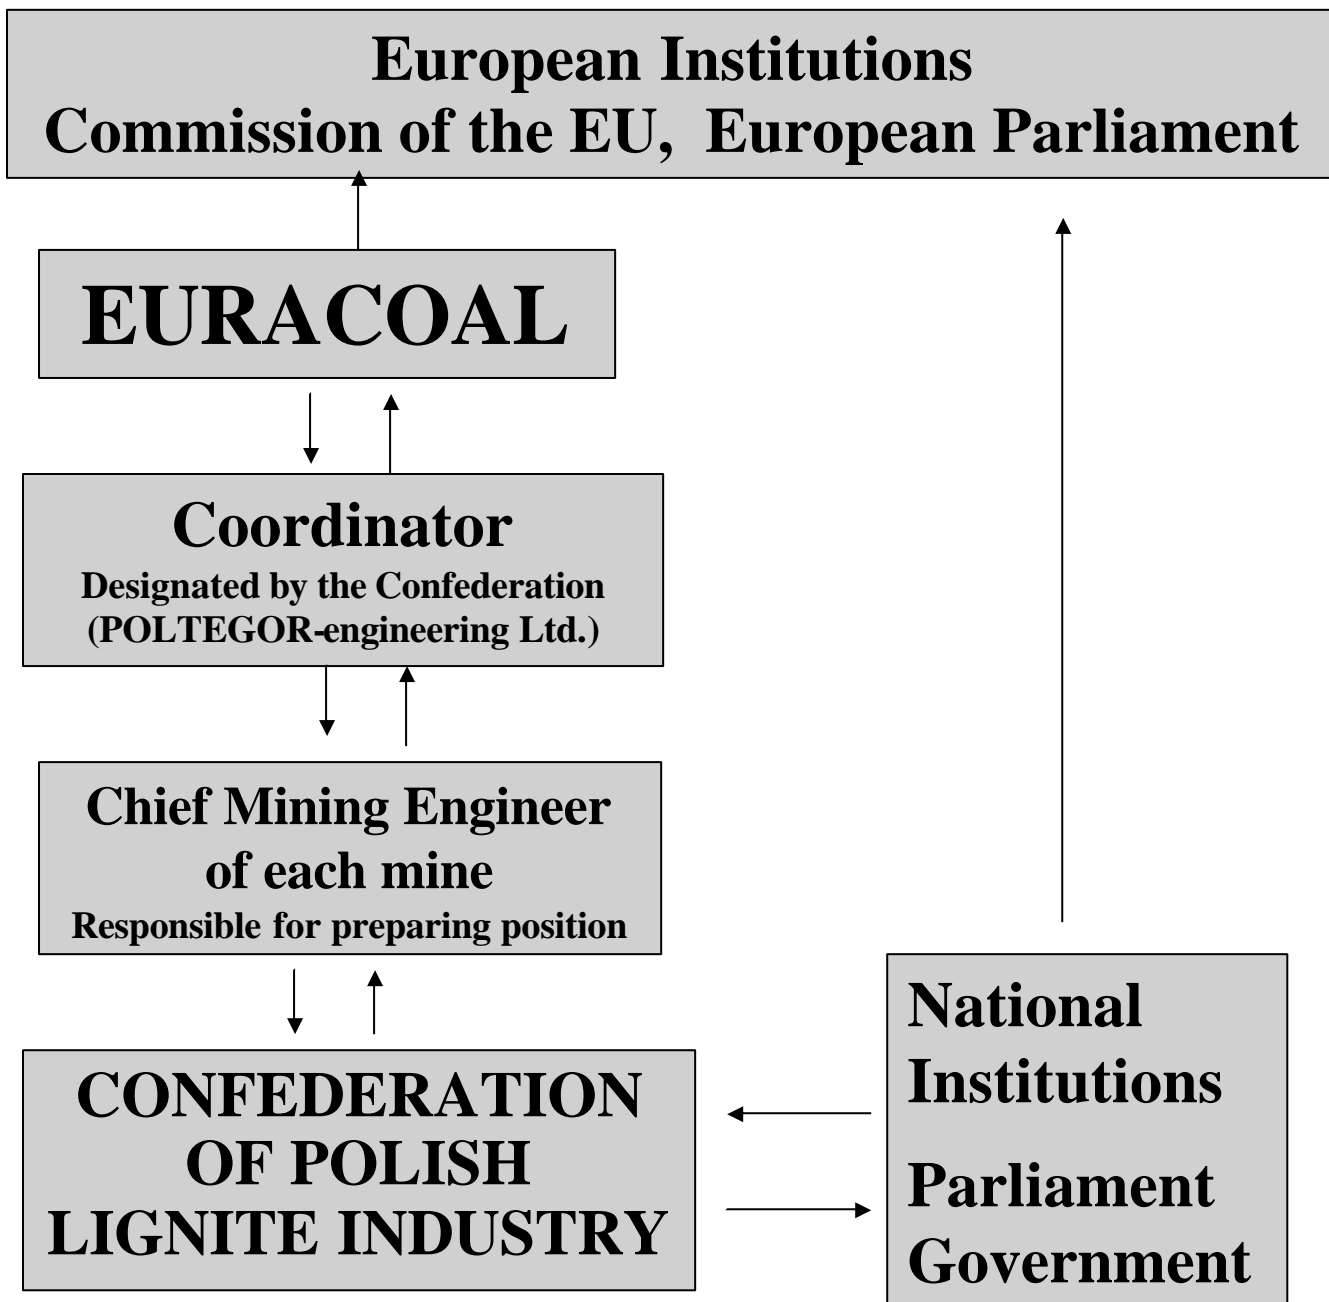 European Institutions
Commission of the EU, European Parliament
EURACOAL
Coordinator
Designated by the Confederation
(POLTEGOR-engineering Ltd.)
Chief Mining Engineer
of each mine
Responsible for preparing position
CONFEDERATION
OF POLISH
LIGNITE INDUSTRY
National
Institutions
Parliament
Government